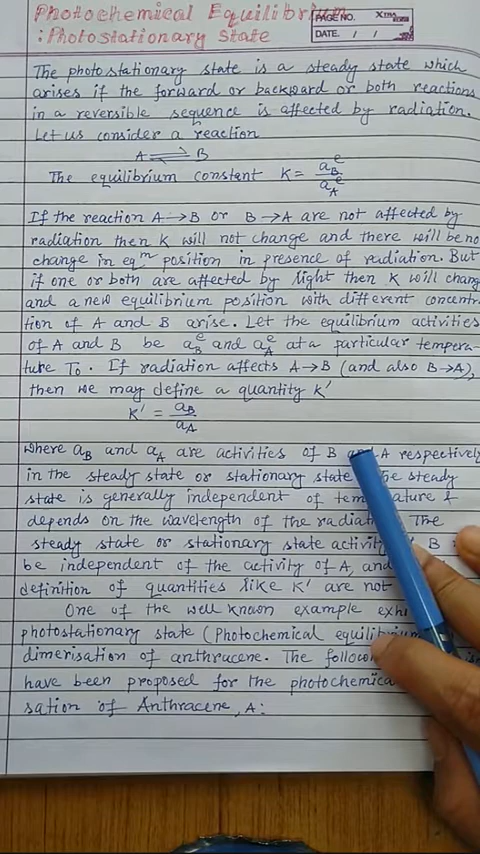 Photochemical Equilibrium
: Photostationary State
PAGE NO.
DATE. / /
The photostationary state is a steady state which
arises if the forward or backward or both reactions
in a reversible sequence is affected by radiation.
Let us consider a reaction
A ⇌ B
The equilibrium constant K = a_B^e / a_A^e
If the reaction A → B or B → A are not affected by
radiation then K will not change and there will be no
change in eq^m position in presence of radiation. But
if one or both are affected by light then K will chang
and a new equilibrium position with different concentr
tion of A and B arise. Let the equilibrium activities
of A and B be a_B^e and a_A^e at a particular tempera-
ture T0. If radiation affects A → B (and also B → A),
then we may define a quantity K'
K' = a_B / a_A
where a_B and a_A are activities of B and A respectively
in the steady state or stationary state. The steady
state is generally independent of temperature &
depends on the wavelength of the radiation. The
steady state or stationary state activity B
be independent of the activity of A, and
definition of quantities like K' are not
One of the well known example exhi
photostationary state (Photochemical equilibrium
dimerisation of anthrucene. The follow
have been proposed for the photochemica
sation of Anthracene, A: